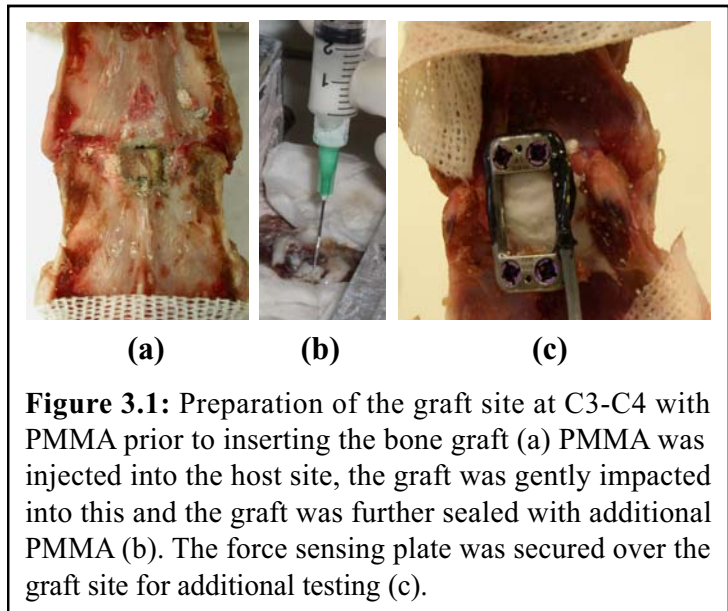 2
1
(a) (b) (c)
Figure 3.1: Preparation of the graft site at C3-C4 with
PMMA prior to inserting the bone graft (a) PMMA was
injected into the host site, the graft was gently impacted
into this and the graft was further sealed with additional
PMMA (b). The force sensing plate was secured over the
graft site for additional testing (c).